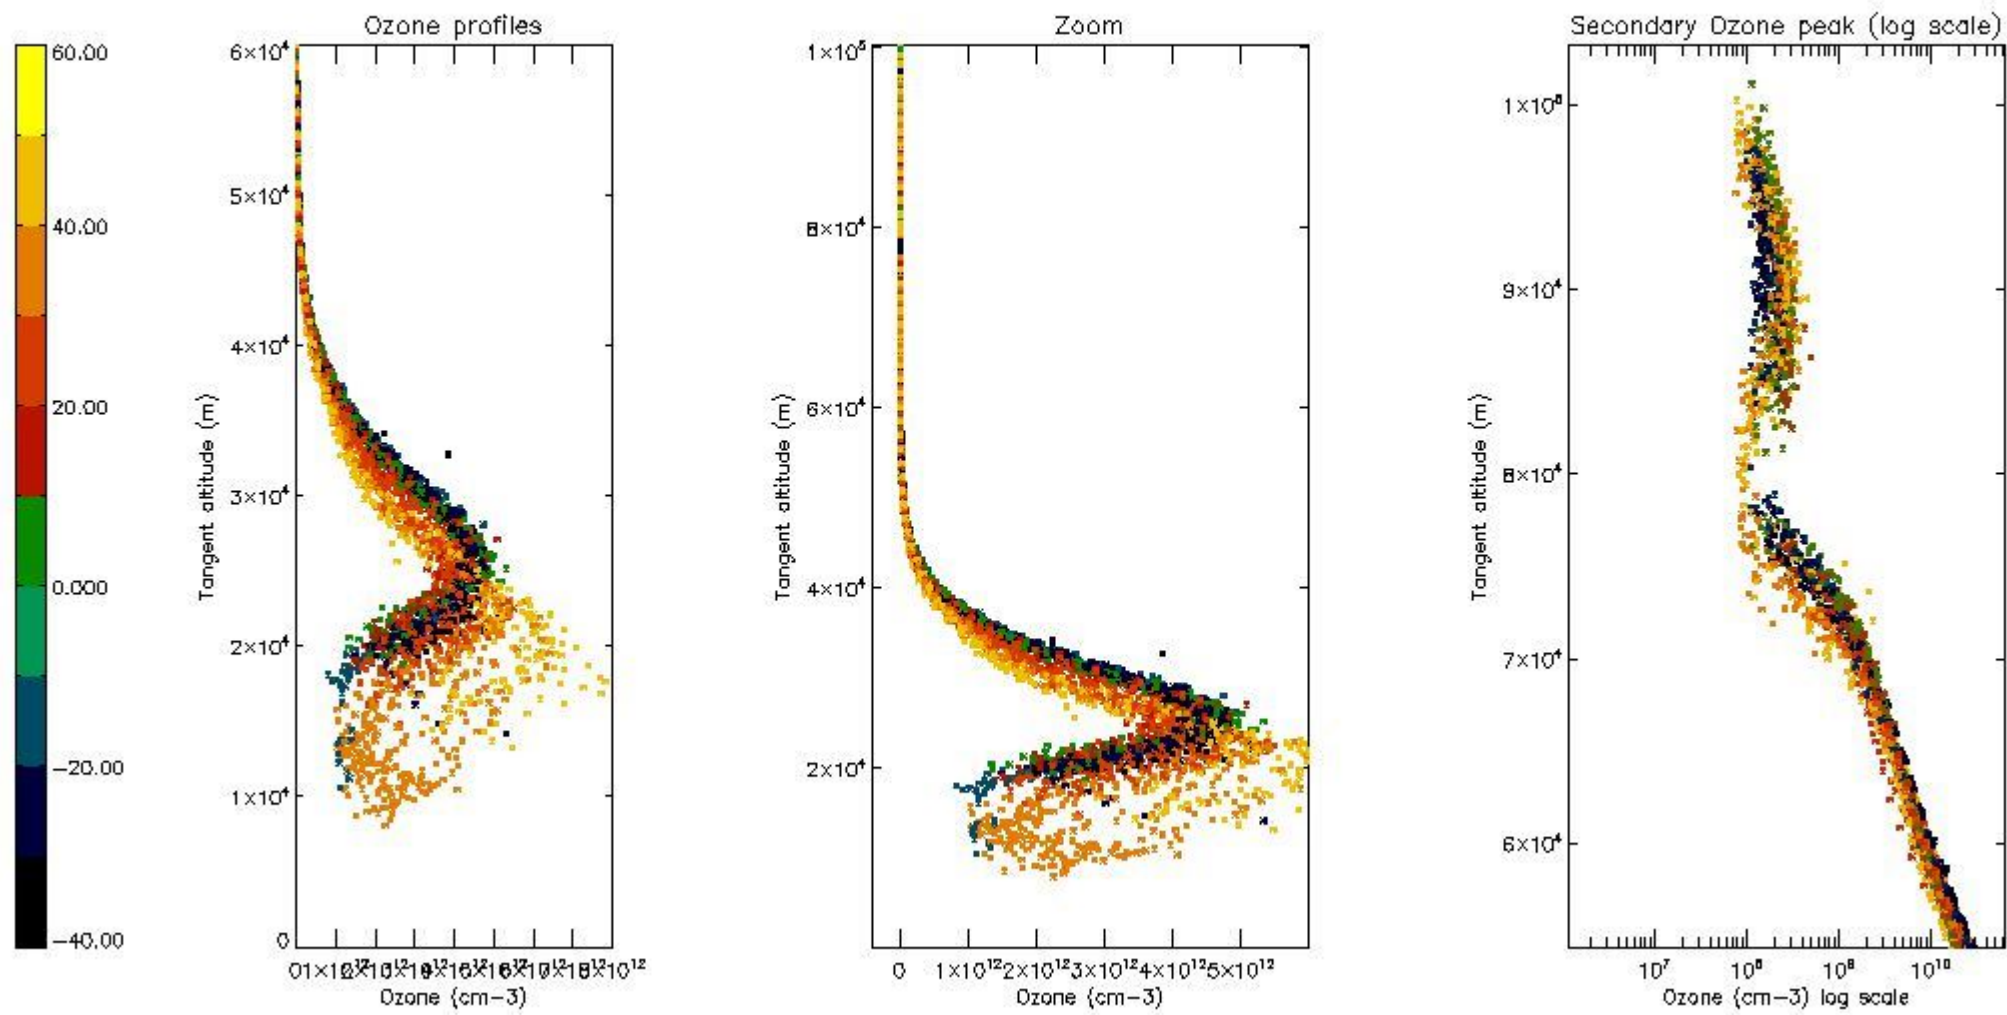 Ozone profiles
Zoom
Secondary Ozone peak (log scale)
60.00
40.00
20.00
0.000
−20.00
−40.00
6×10⁴
5×10⁴
4×10⁴
3×10⁴
2×10⁴
1×10⁴
0
Tangent altitude (m)
Ozone (cm−3)
1×10⁵
8×10⁴
6×10⁴
4×10⁴
2×10⁴
Tangent altitude (m)
0 1×10¹² 2×10¹² 3×10¹² 4×10¹² 5×10¹²
Ozone (cm−3)
9×10⁴
8×10⁴
7×10⁴
6×10⁴
Tangent altitude (m)
10⁷ 10⁸ 10⁹ 10¹⁰
Ozone (cm−3) log scale